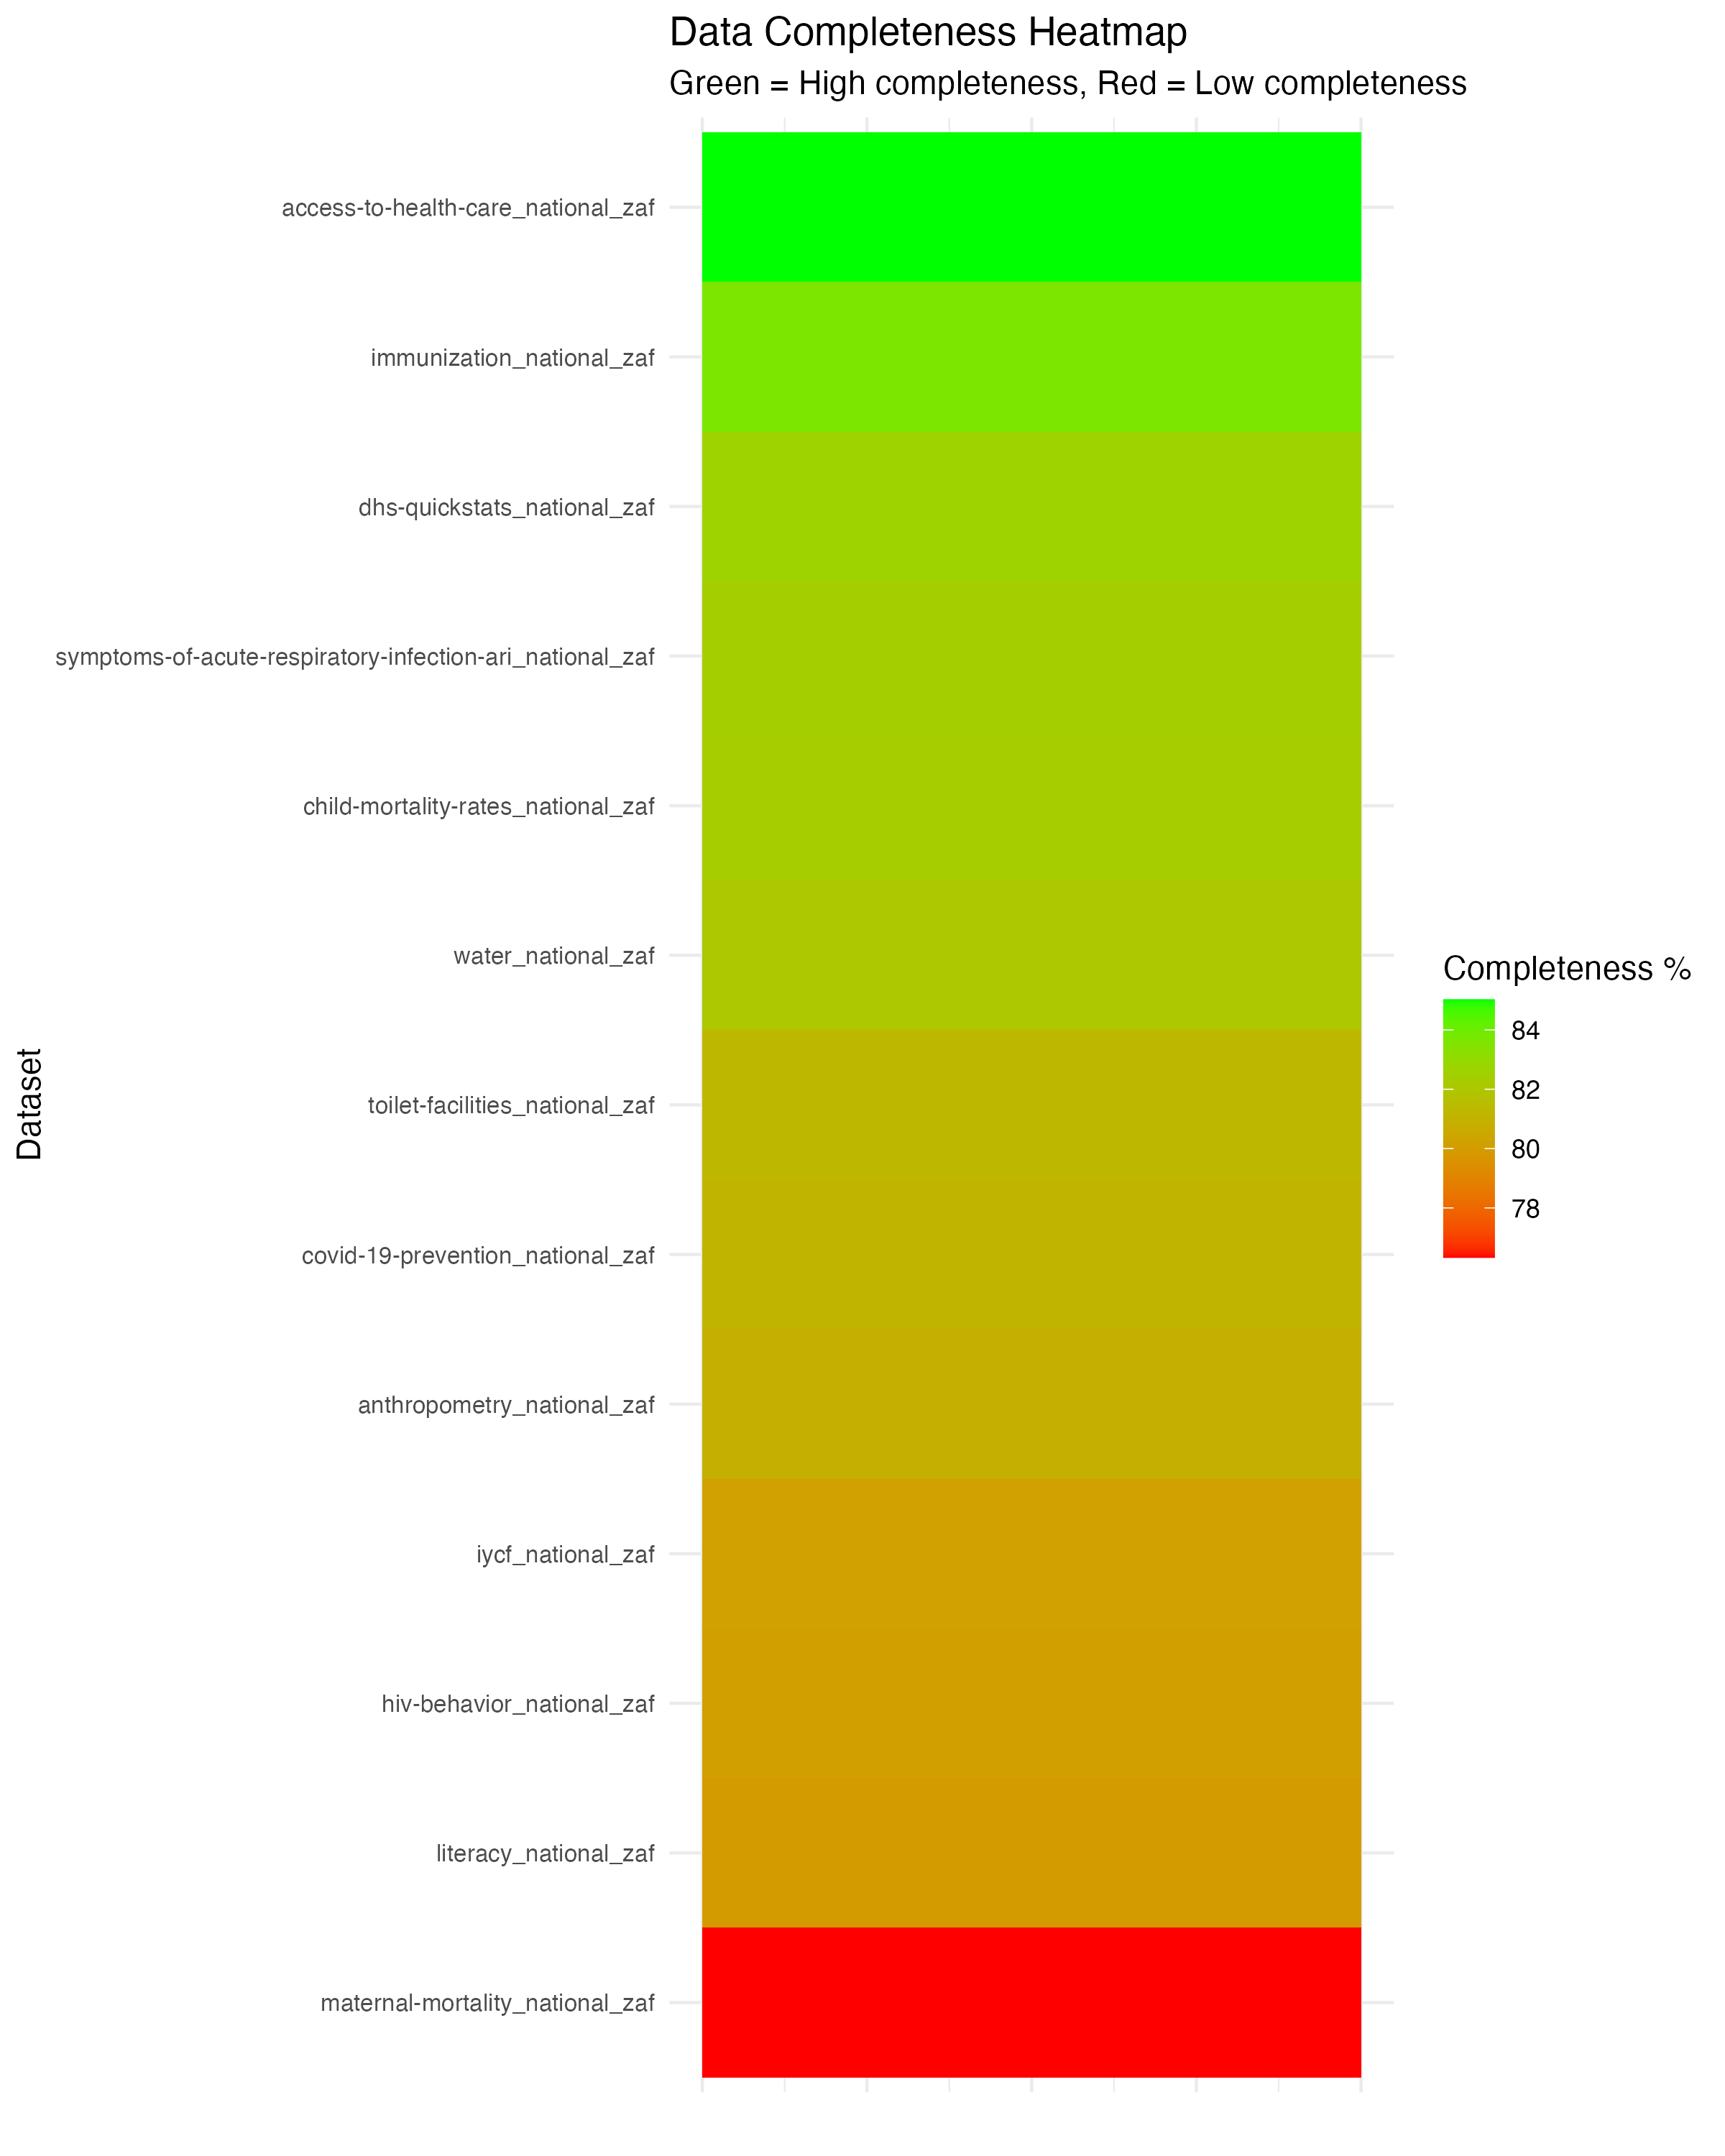 Data Completeness Heatmap
Green = High completeness, Red = Low completeness
access-to-health-care_national_zaf
immunization_national_zaf
dhs-quickstats_national_zaf
symptoms-of-acute-respiratory-infection-ari_national_zaf
child-mortality-rates_national_zaf
water_national_zaf
toilet-facilities_national_zaf
covid-19-prevention_national_zaf
anthropometry_national_zaf
iycf_national_zaf
hiv-behavior_national_zaf
literacy_national_zaf
maternal-mortality_national_zaf
Dataset
Completeness %
84
82
80
78